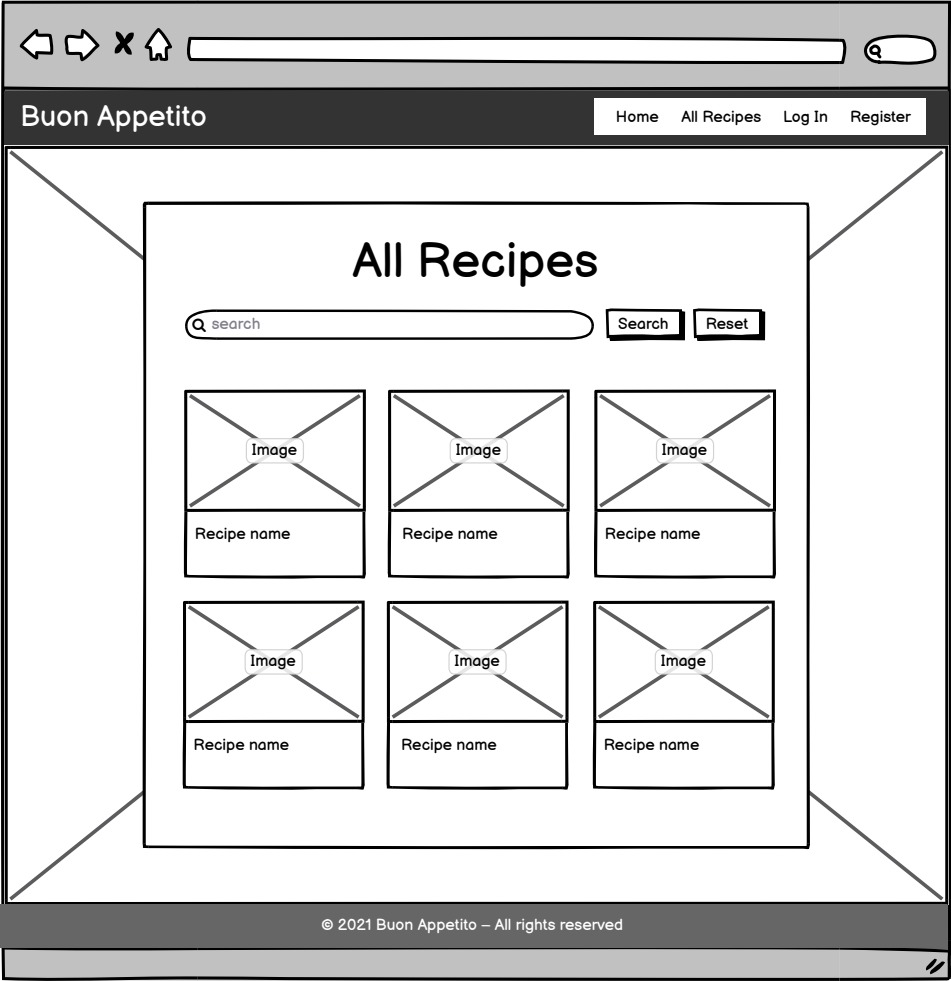 Buon Appetito
Home All Recipes Log In Register
All Recipes
search Search Reset
Image Image Image
Recipe name Recipe name Recipe name
Image Image Image
Recipe name Recipe name Recipe name
© 2021 Buon Appetito – All rights reserved